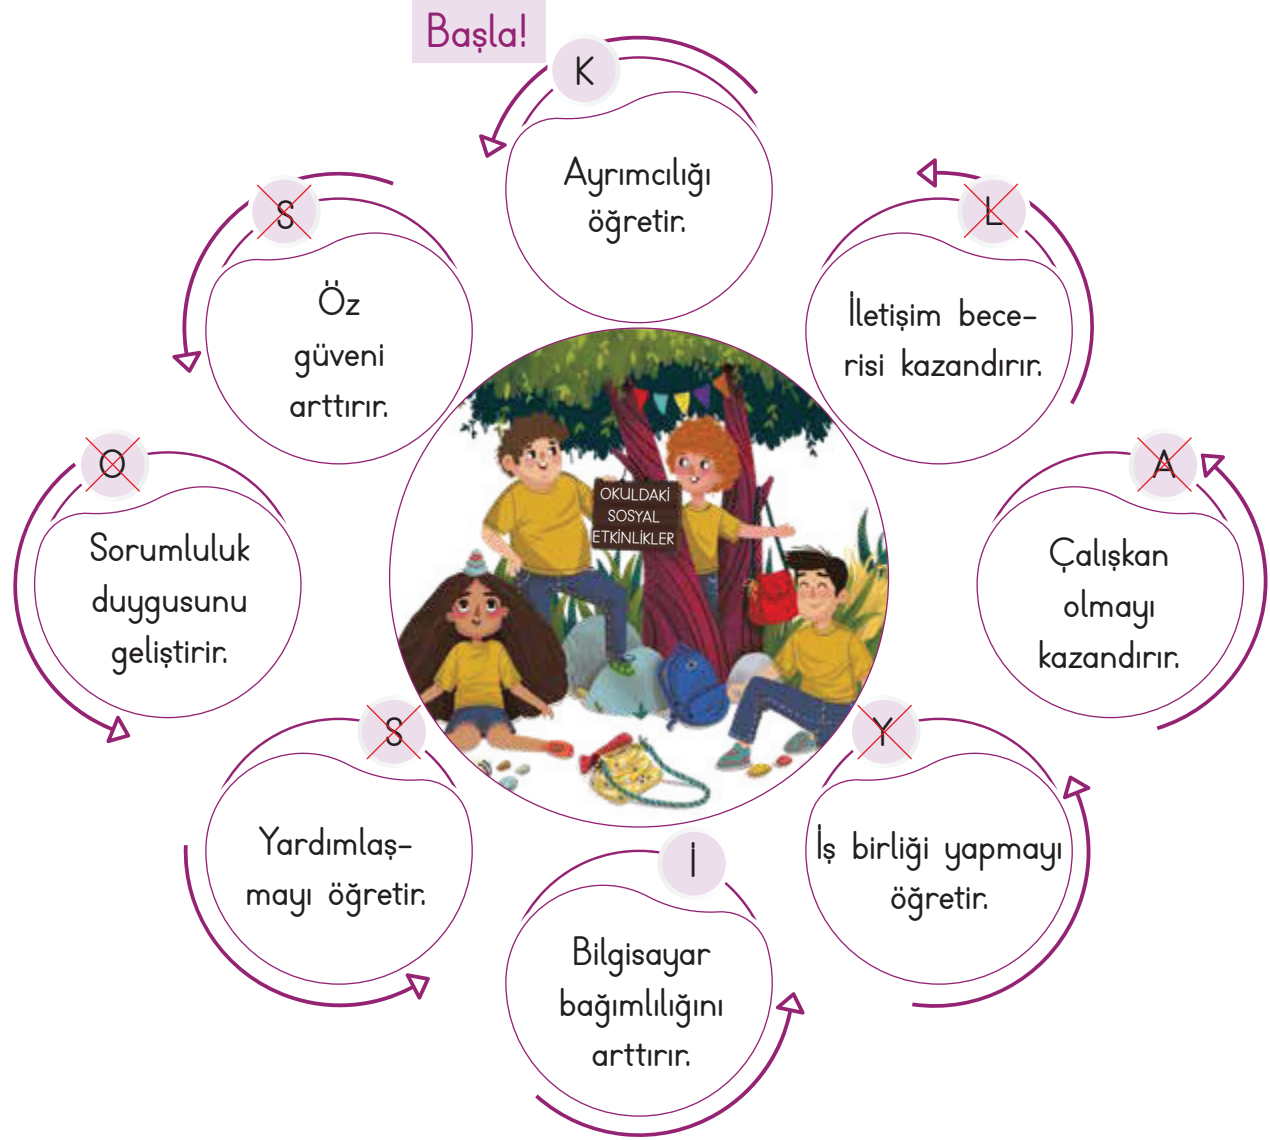 Başla!
K
Ayrımcılığı
öğretir.
S
Öz
güveni
arttırır.
O
Sorumluluk
duygusunu
geliştirir.
S
Yardımlaş-
mayı öğretir.
İ
Bilgisayar
bağımlılığını
arttırır.
Y
İş birliği yapmayı
öğretir.
A
Çalışkan
olmayı
kazandırır.
L
İletişim bece-
risi kazandırır.
OKULDAKİ
SOSYAL
ETKİNLİKLER